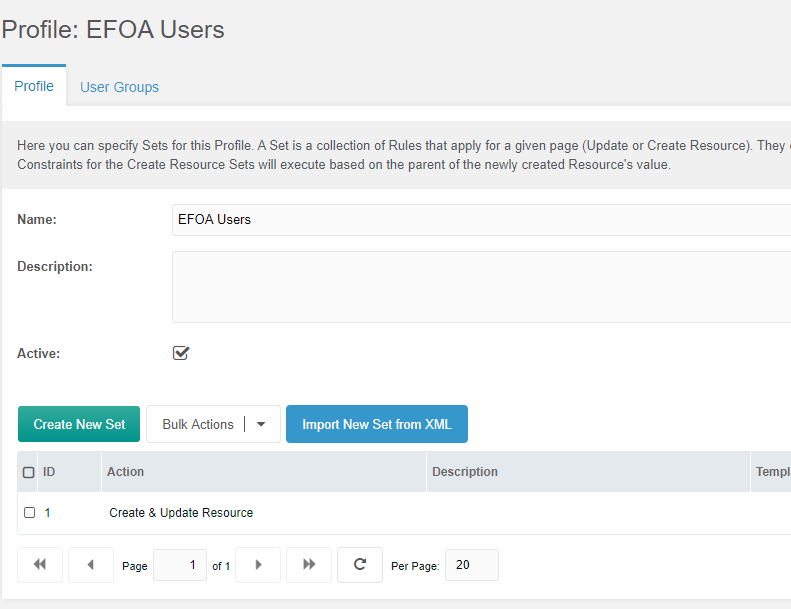 Profile: EFOA Users
Profile User Groups
Here you can specify Sets for this Profile. A Set is a collection of Rules that apply for a given page (Update or Create Resource). They
Constraints for the Create Resource Sets will execute based on the parent of the newly created Resource's value.
Name: EFOA Users
Description:
Active:
Create New Set Bulk Actions Import New Set from XML
ID Action Description Templ
1 Create & Update Resource
Page 1 of 1 Per Page: 20